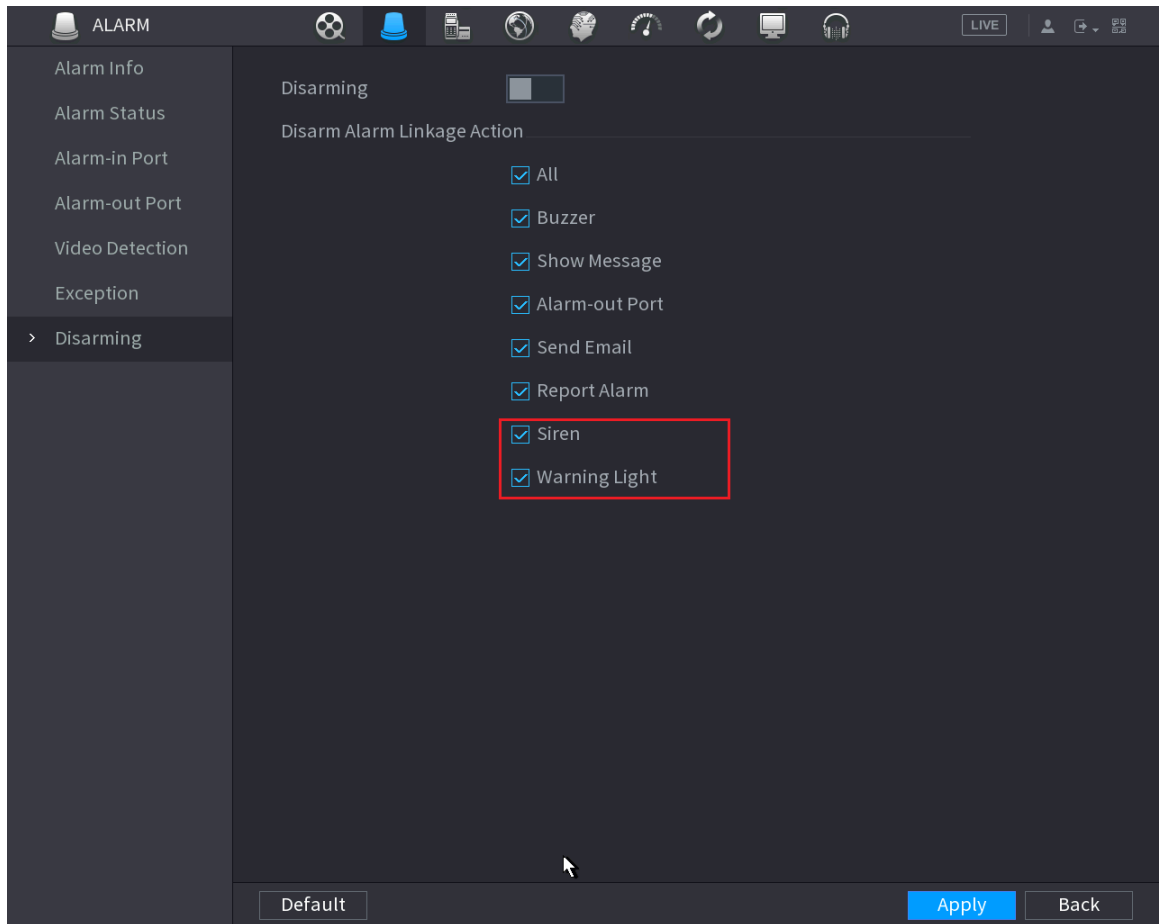 ALARM
LIVE
Alarm Info
Alarm Status
Alarm-in Port
Alarm-out Port
Video Detection
Exception
Disarming
Disarming
Disarm Alarm Linkage Action
All
Buzzer
Show Message
Alarm-out Port
Send Email
Report Alarm
Siren
Warning Light
Default
Apply
Back